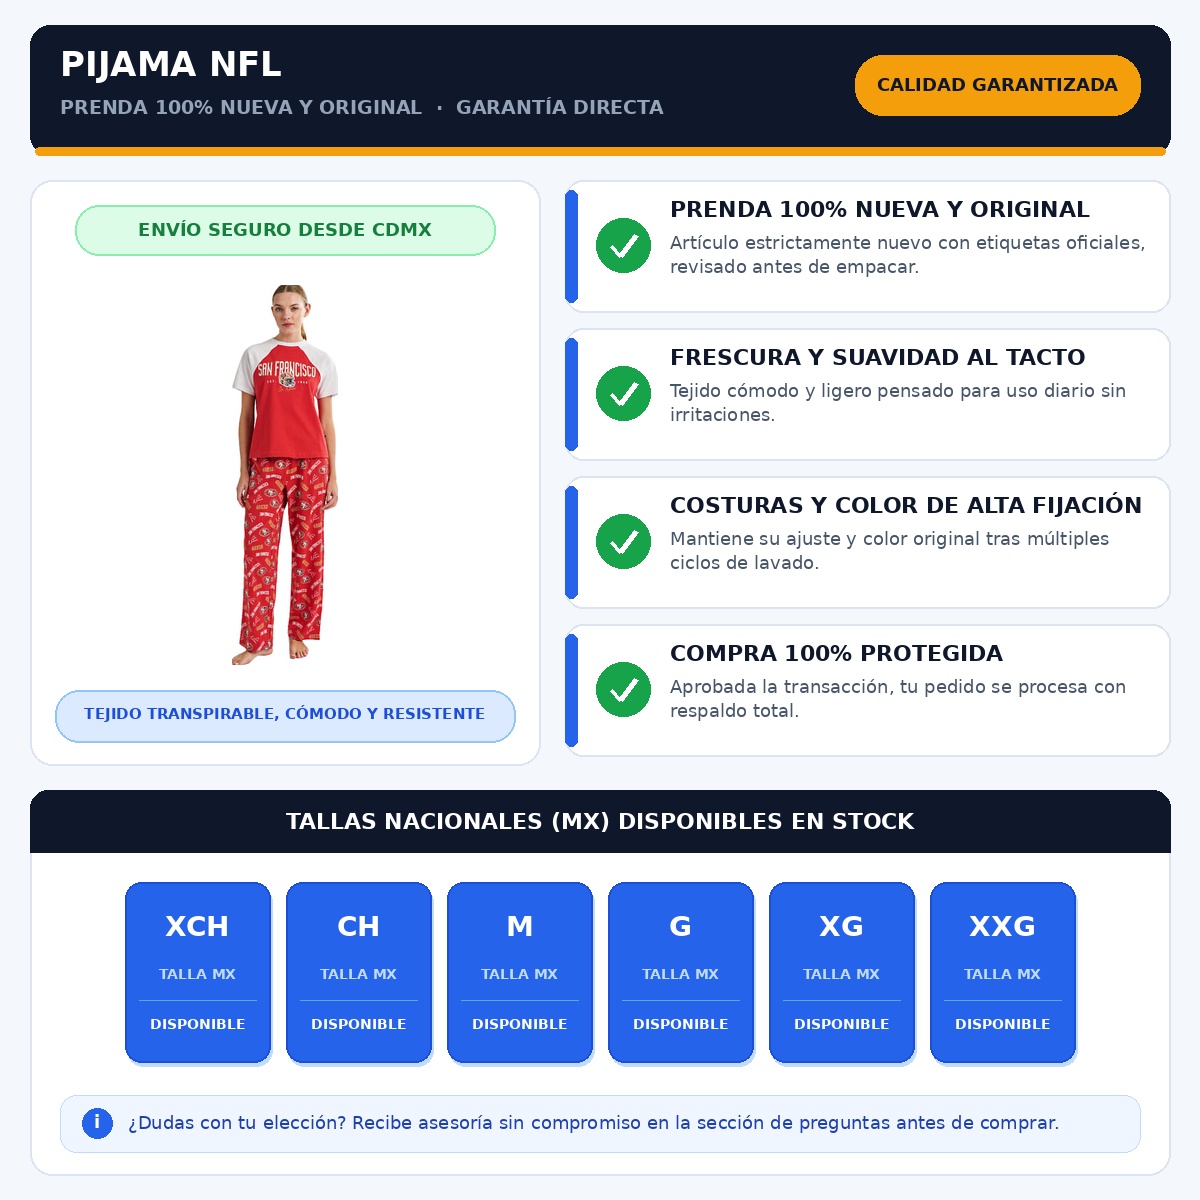 PIJAMA NFL
PRENDA 100% NUEVA Y ORIGINAL · GARANTÍA DIRECTA
CALIDAD GARANTIZADA
ENVÍO SEGURO DESDE CDMX
SAN FRANCISCO
TEJIDO TRANSPIRABLE, CÓMODO Y RESISTENTE
PRENDA 100% NUEVA Y ORIGINAL
Artículo estrictamente nuevo con etiquetas oficiales,
revisado antes de empacar.
FRESCURA Y SUAVIDAD AL TACTO
Tejido cómodo y ligero pensado para uso diario sin
irritaciones.
COSTURAS Y COLOR DE ALTA FIJACIÓN
Mantiene su ajuste y color original tras múltiples
ciclos de lavado.
COMPRA 100% PROTEGIDA
Aprobada la transacción, tu pedido se procesa con
respaldo total.
TALLAS NACIONALES (MX) DISPONIBLES EN STOCK
XCH
TALLA MX
DISPONIBLE
CH
TALLA MX
DISPONIBLE
M
TALLA MX
DISPONIBLE
G
TALLA MX
DISPONIBLE
XG
TALLA MX
DISPONIBLE
XXG
TALLA MX
DISPONIBLE
i ¿Dudas con tu elección? Recibe asesoría sin compromiso en la sección de preguntas antes de comprar.